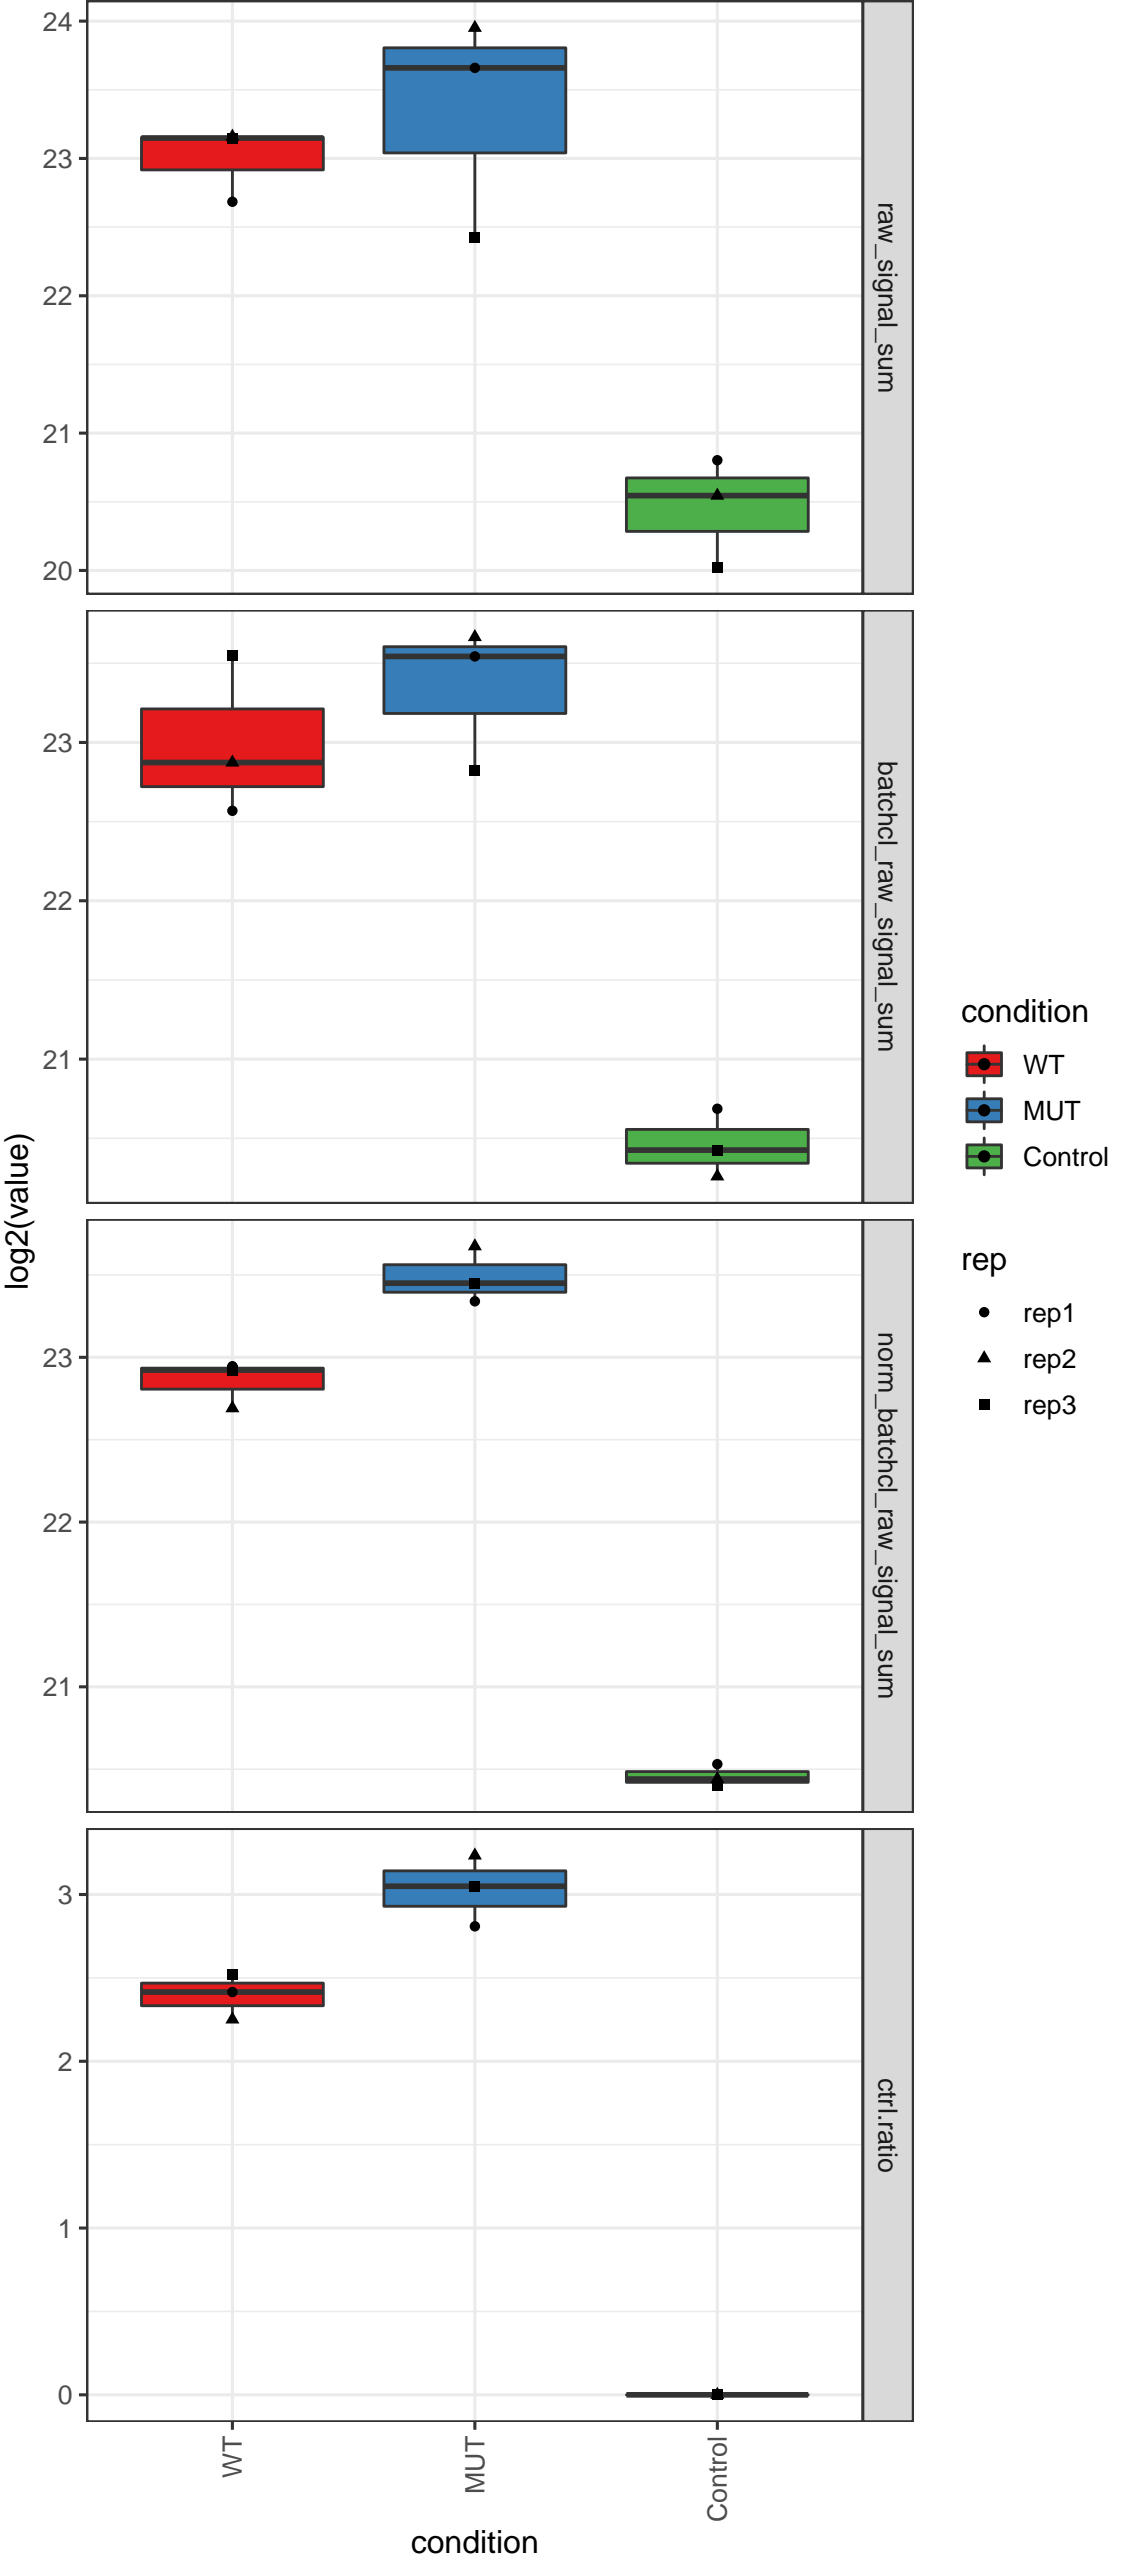 log2(value)
24
23
22
21
20
raw_signal_sum
23
22
21
batchcl_raw_signal_sum
23
22
21
norm_batchcl_raw_signal_sum
3
2
1
0
ctrl.ratio
WT
MUT
Control
condition
condition
WT
MUT
Control
rep
rep1
rep2
rep3